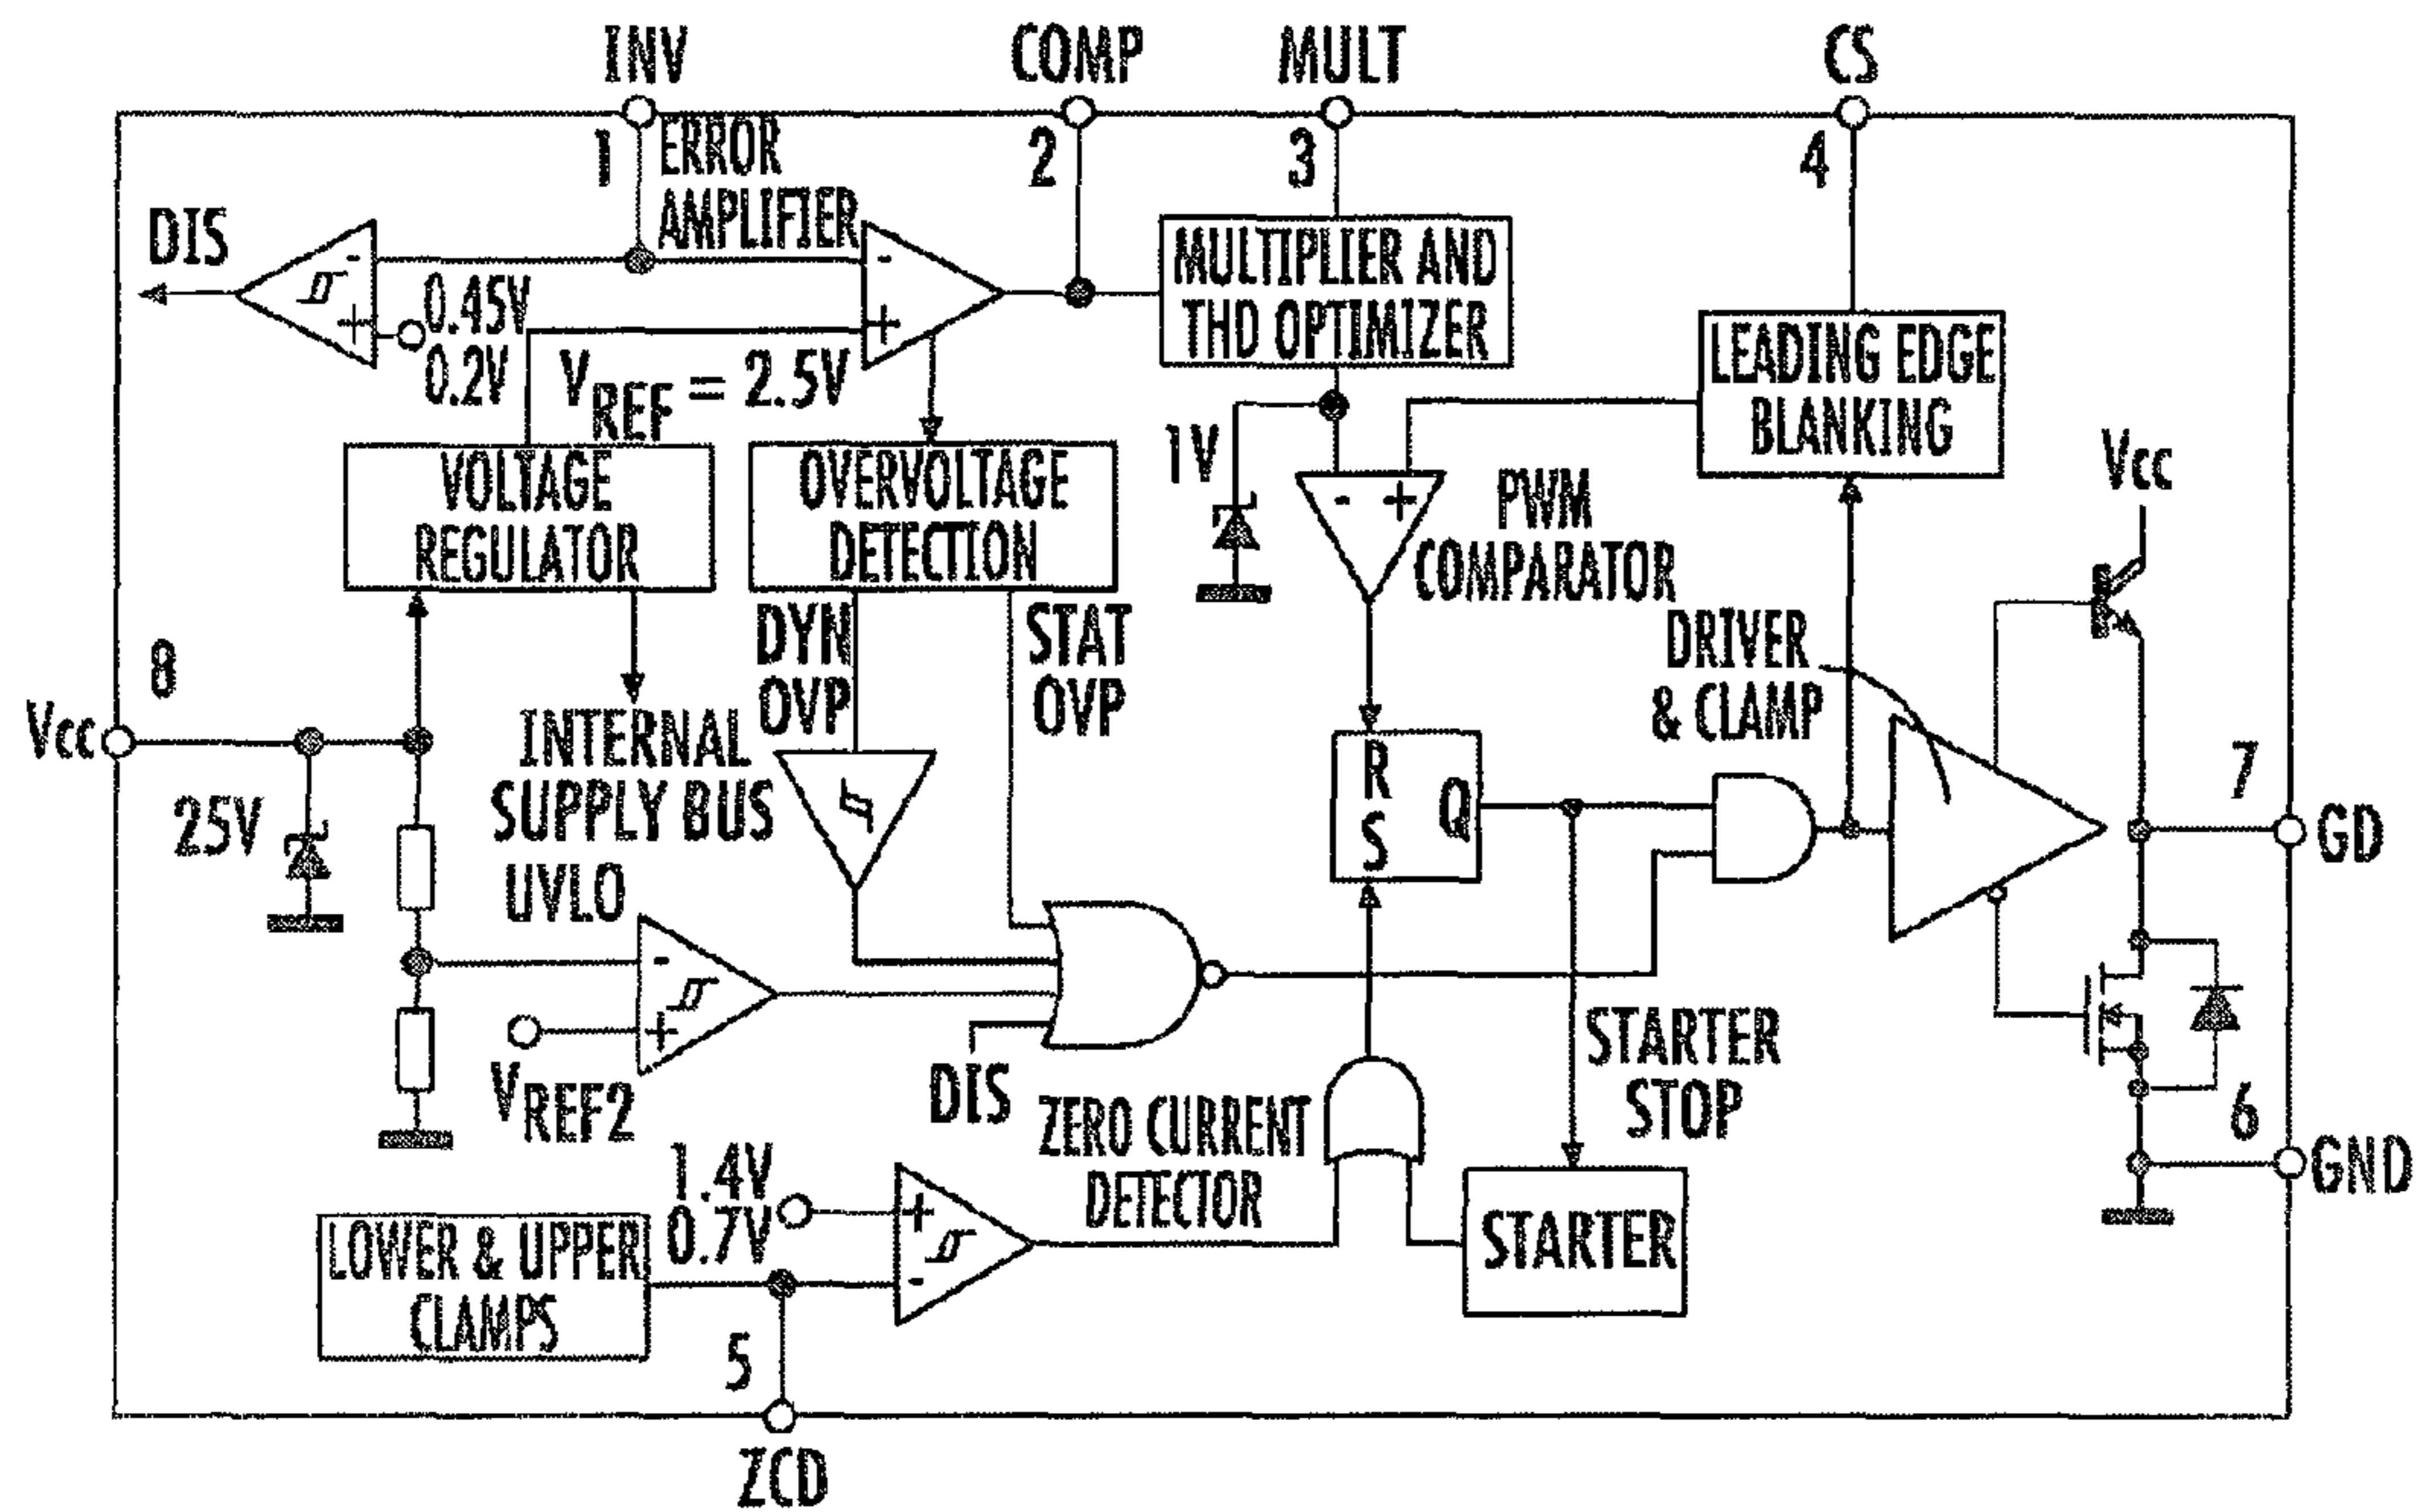 INV
COMP
MULT
CS
1
ERROR
AMPLIFIER
2
3
4
DIS
-
+
0.45V
0.2V
-
+
VREF = 2.5V
MULTIPLIER AND
THD OPTIMIZER
LEADING EDGE
BLANKING
VOLTAGE
REGULATOR
OVERVOLTAGE
DETECTION
1V
-
+
PWM
COMPARATOR
Vcc
8
Vcc
25V
INTERNAL
SUPPLY BUS
UVLO
DYN
OVP
STAT
OVP
R
S
Q
DRIVER
& CLAMP
7
GD
-
+
VREF2
DIS
STARTER
STOP
6
GND
1.4V
0.7V
+
-
ZERO CURRENT
DETECTOR
STARTER
LOWER & UPPER
CLAMPS
5
ZCD